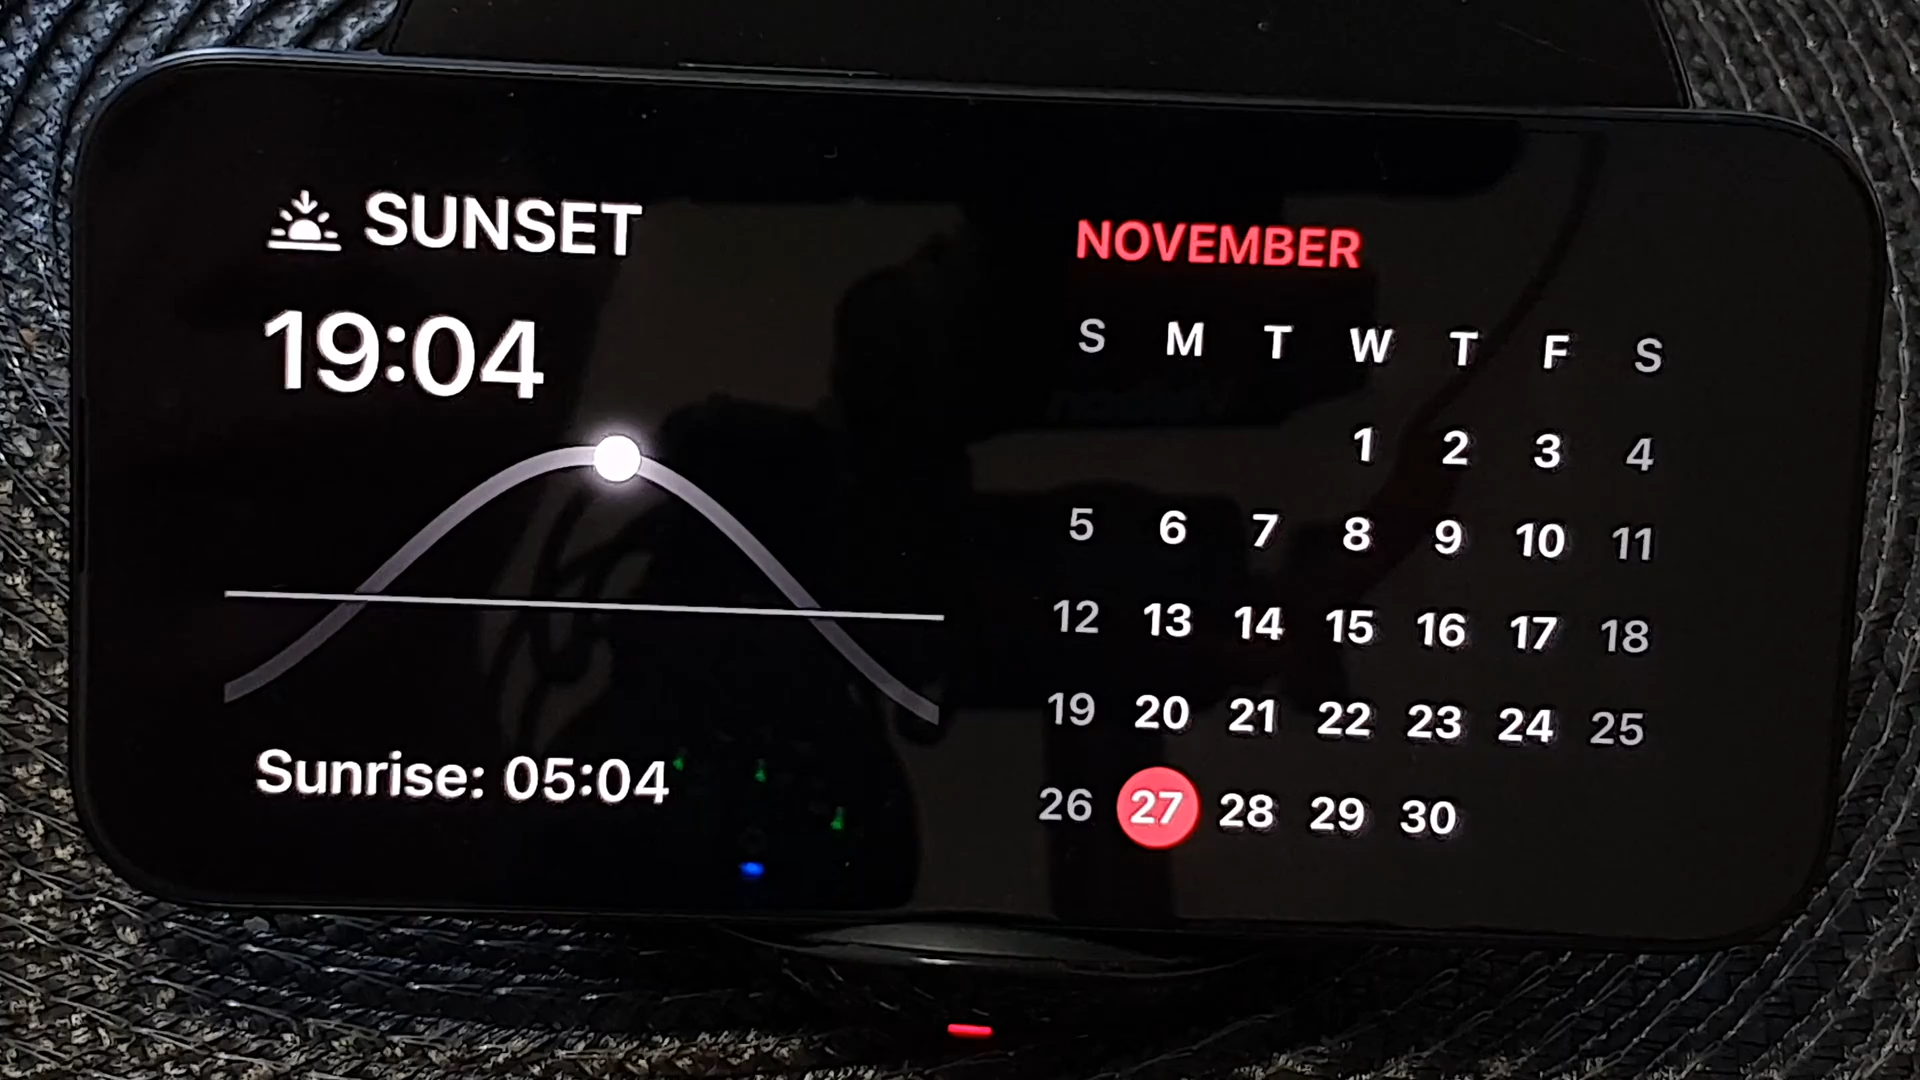 SUNSET
19:04
Sunrise: 05:04
NOVEMBER
S M T W T F S
1 2 3 4
5 6 7 8 9 10 11
12 13 14 15 16 17 18
19 20 21 22 23 24 25
26 27 28 29 30